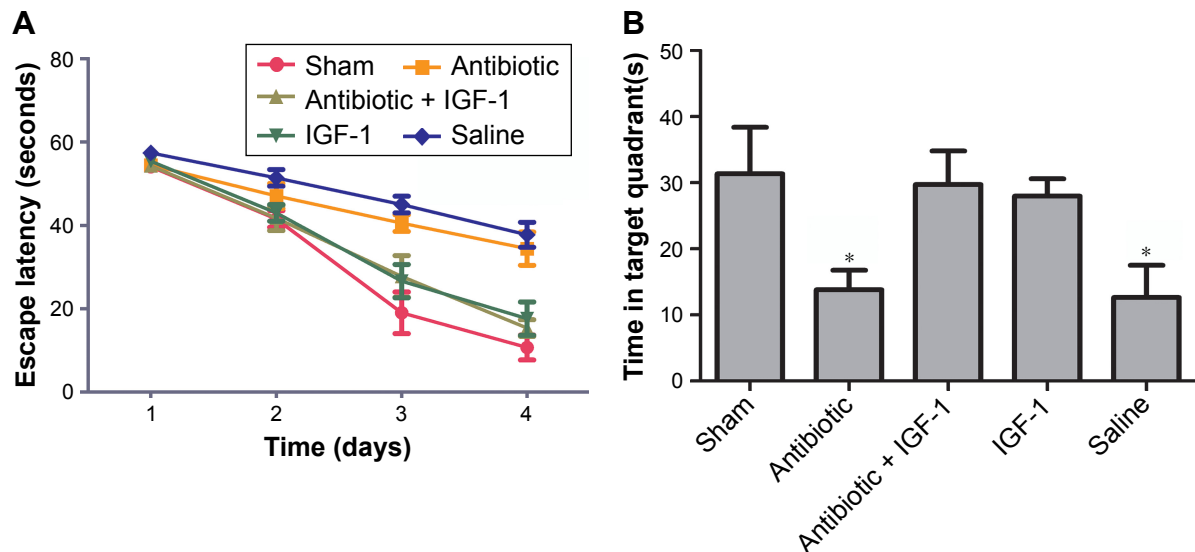 A
Escape latency (seconds)
80
60
40
20
0
Sham
Antibiotic
Antibiotic + IGF-1
IGF-1
Saline
1 2 3 4
Time (days)
B
Time in target quadrant(s)
50
40
30
20
10
0
*
*
Sham
Antibiotic
Antibiotic + IGF-1
IGF-1
Saline